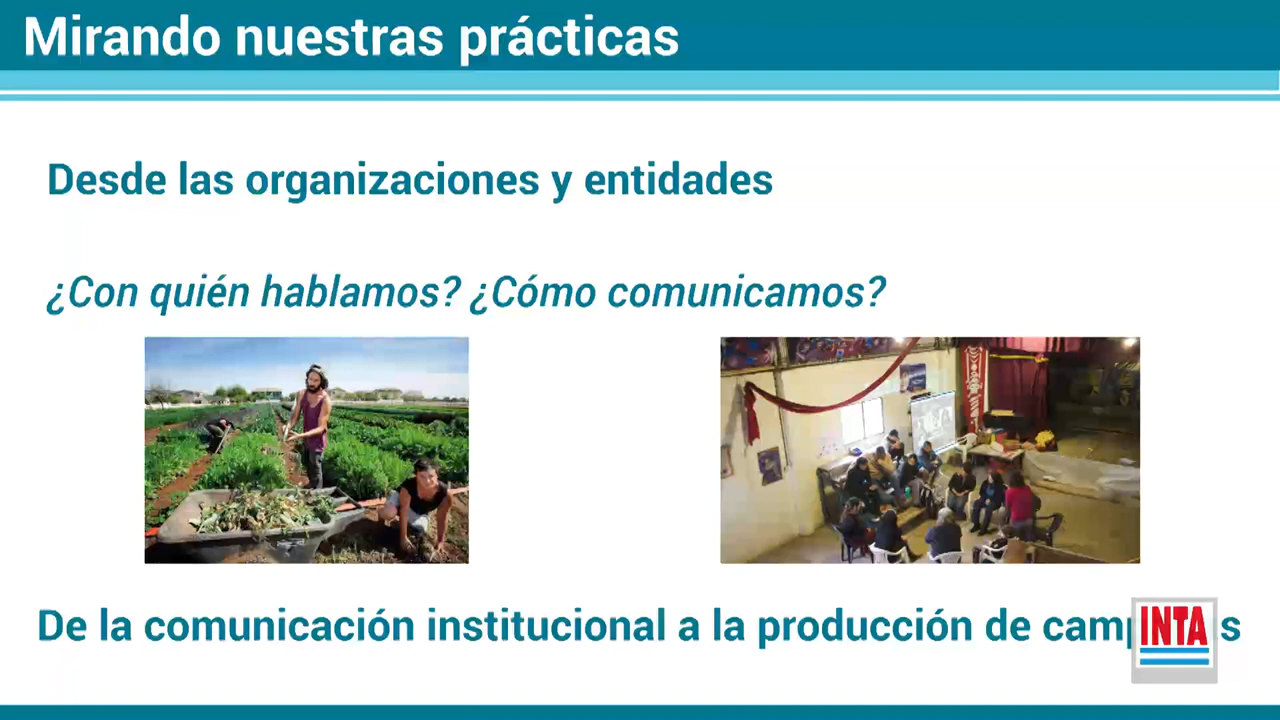 Mirando nuestras prácticas
Desde las organizaciones y entidades
¿Con quién hablamos? ¿Cómo comunicamos?
De la comunicación institucional a la producción de
INTA